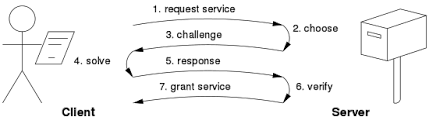 1. request service
2. choose
3. challenge
4. solve
5. response
6. verify
7. grant service
Client
Server